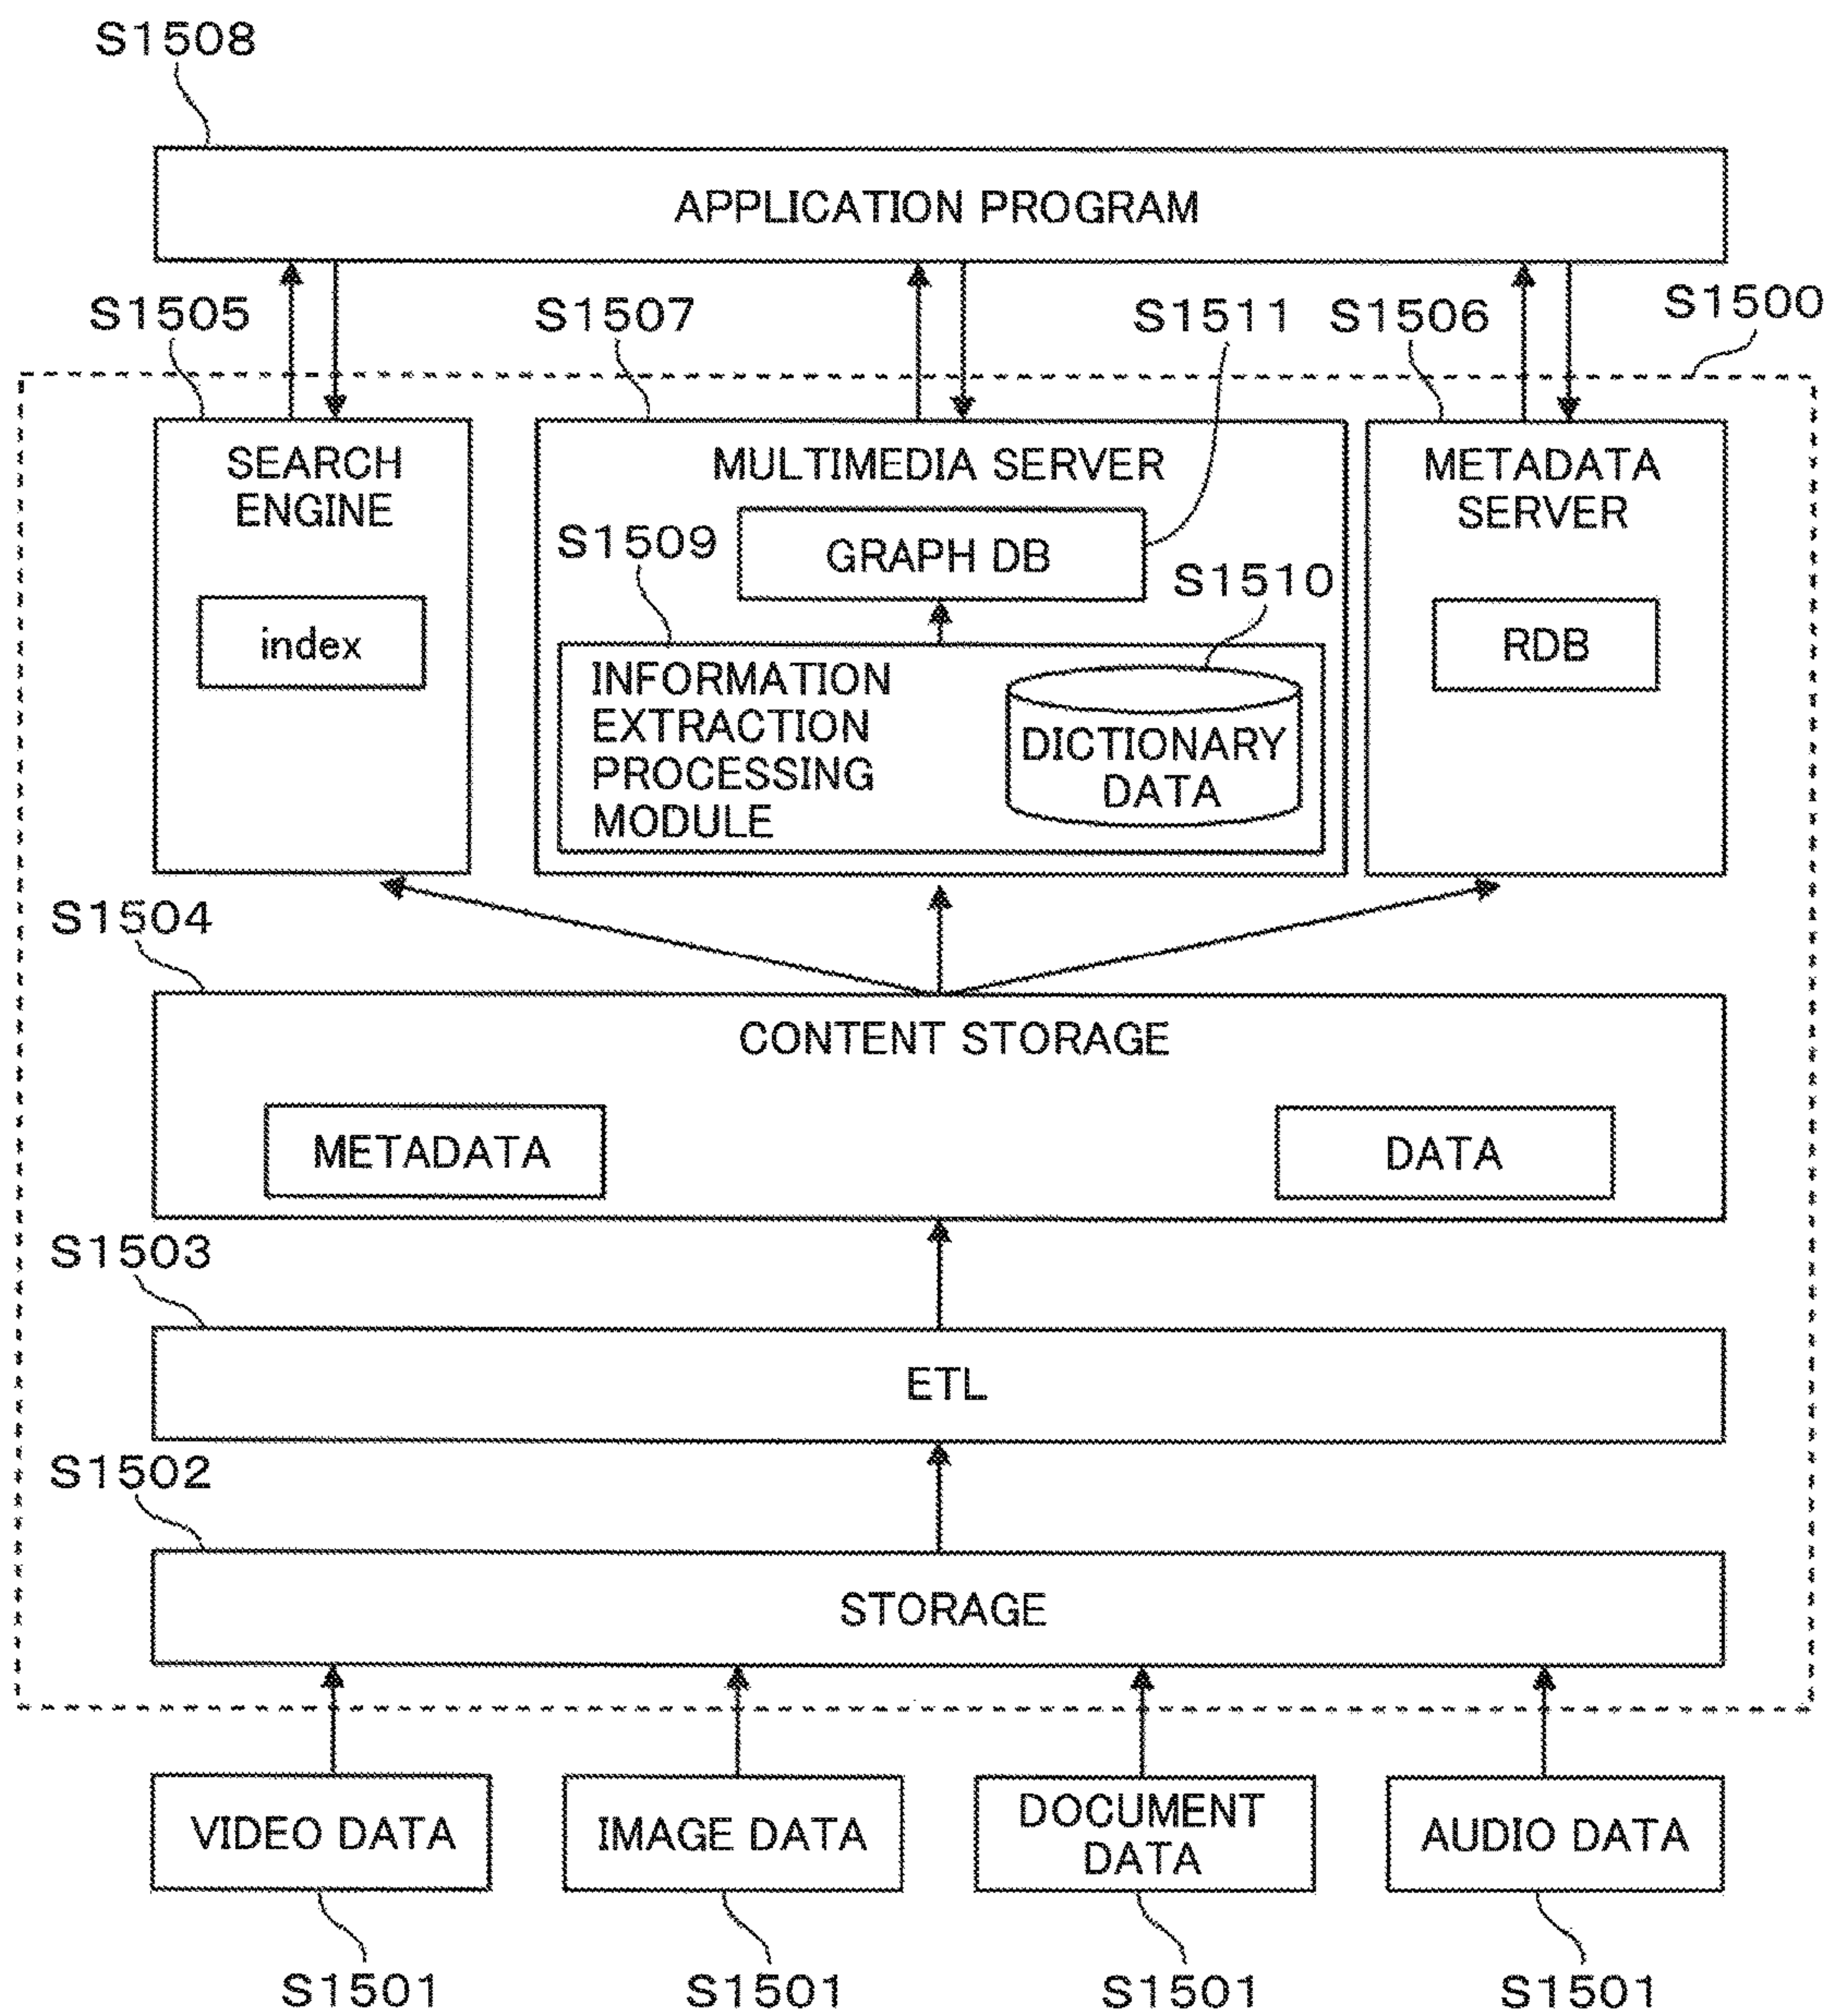 S1508
APPLICATION PROGRAM
S1505
S1507
S1511
S1506
S1500
SEARCH
ENGINE
index
MULTIMEDIA SERVER
GRAPH DB
S1509
S1510
INFORMATION
EXTRACTION
PROCESSING
MODULE
DICTIONARY
DATA
METADATA
SERVER
RDB
S1504
CONTENT STORAGE
METADATA
DATA
S1503
ETL
S1502
STORAGE
VIDEO DATA
IMAGE DATA
DOCUMENT
DATA
AUDIO DATA
S1501
S1501
S1501
S1501